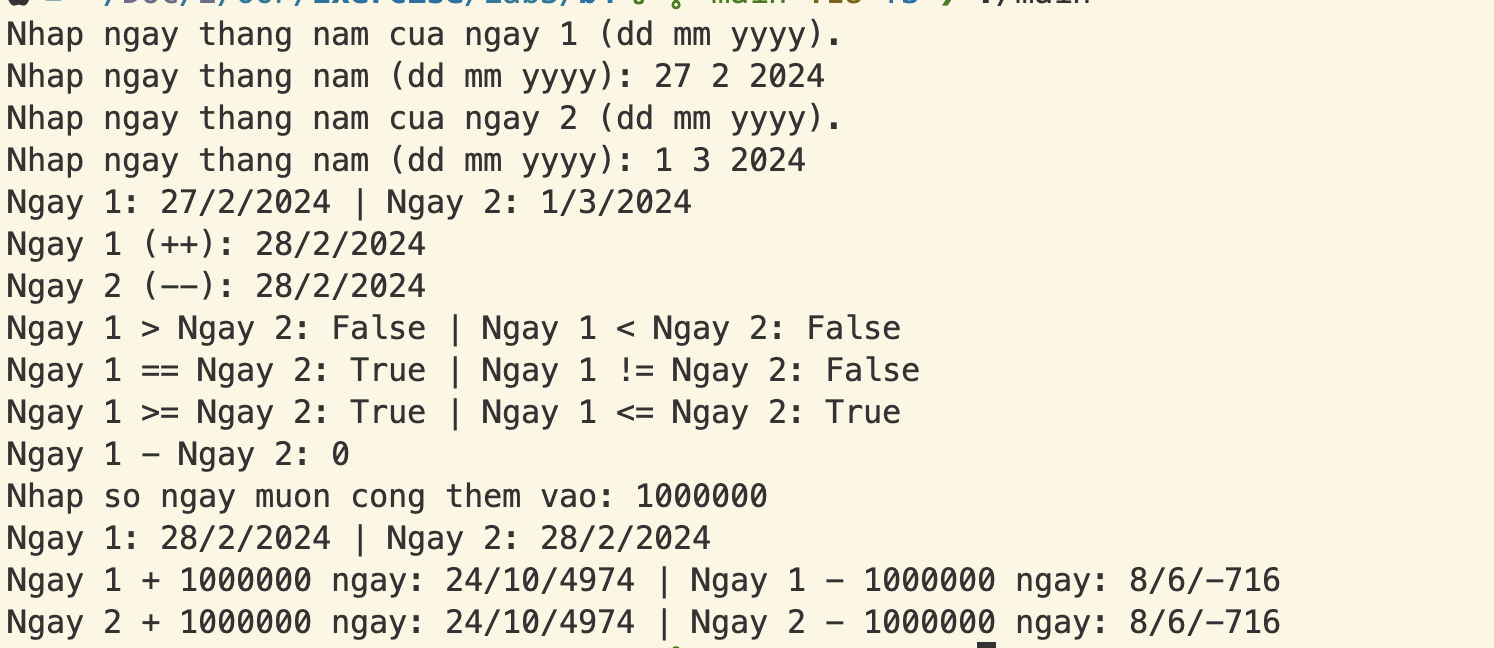 Nhap ngay thang nam cua ngay 1 (dd mm yyyy).
Nhap ngay thang nam (dd mm yyyy): 27 2 2024
Nhap ngay thang nam cua ngay 2 (dd mm yyyy).
Nhap ngay thang nam (dd mm yyyy): 1 3 2024
Ngay 1: 27/2/2024 | Ngay 2: 1/3/2024
Ngay 1 (++): 28/2/2024
Ngay 2 (--): 28/2/2024
Ngay 1 > Ngay 2: False | Ngay 1 < Ngay 2: False
Ngay 1 == Ngay 2: True | Ngay 1 != Ngay 2: False
Ngay 1 >= Ngay 2: True | Ngay 1 <= Ngay 2: True
Ngay 1 - Ngay 2: 0
Nhap so ngay muon cong them vao: 1000000
Ngay 1: 28/2/2024 | Ngay 2: 28/2/2024
Ngay 1 + 1000000 ngay: 24/10/4974 | Ngay 1 - 1000000 ngay: 8/6/-716
Ngay 2 + 1000000 ngay: 24/10/4974 | Ngay 2 - 1000000 ngay: 8/6/-716